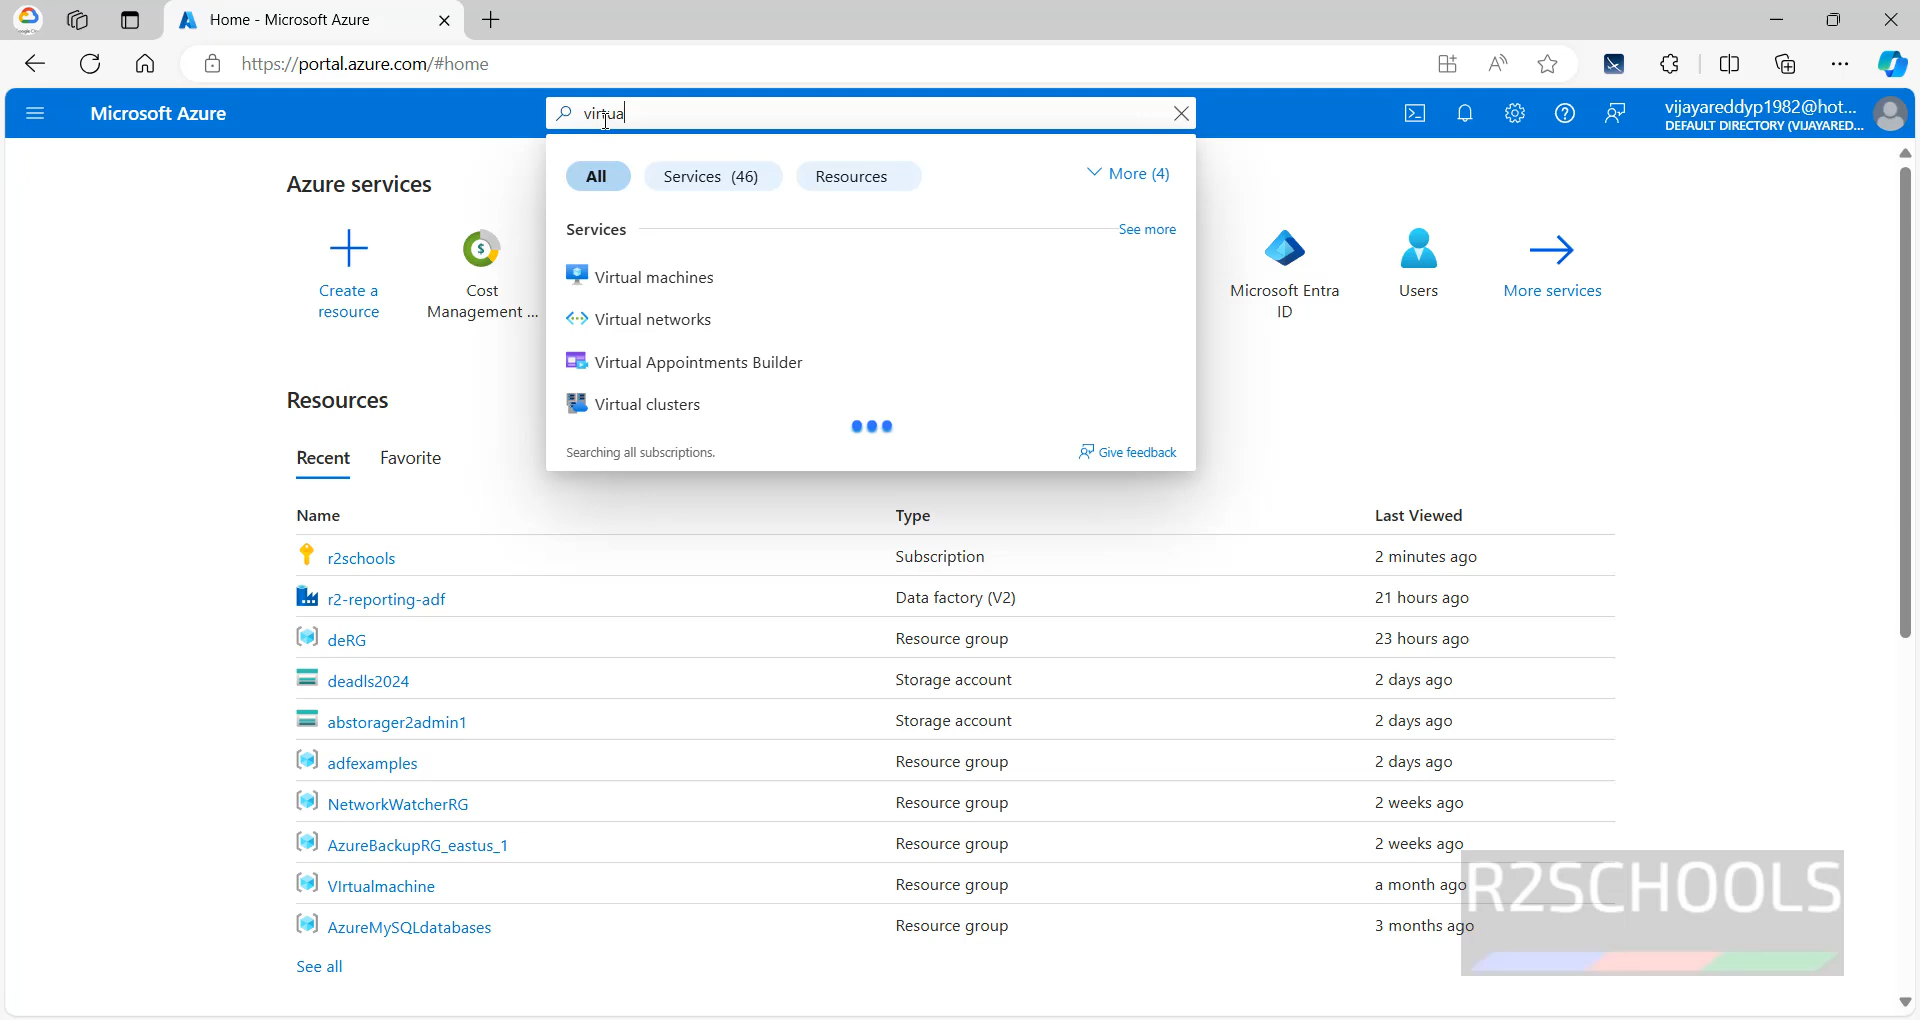 Home - Microsoft Azure
https://portal.azure.com/#home
Microsoft Azure
virtua
vijayareddyp1982@hot...
DEFAULT DIRECTORY (VIJAYARED...
All
Services (46)
Resources
More (4)
Services
See more
Virtual machines
Virtual networks
Virtual Appointments Builder
Virtual clusters
Searching all subscriptions.
Give feedback
Azure services
Create a
resource
Cost
Management ...
Microsoft Entra
ID
Users
More services
Resources
Recent
Favorite
Name Type Last Viewed
r2schools Subscription 2 minutes ago
r2-reporting-adf Data factory (V2) 21 hours ago
deRG Resource group 23 hours ago
deadls2024 Storage account 2 days ago
abstorager2admin1 Storage account 2 days ago
adfexamples Resource group 2 days ago
NetworkWatcherRG Resource group 2 weeks ago
AzureBackupRG_eastus_1 Resource group 2 weeks ago
VIrtualmachine Resource group a month ago
AzureMySQLdatabases Resource group 3 months ago
See all
R2SCHOOLS